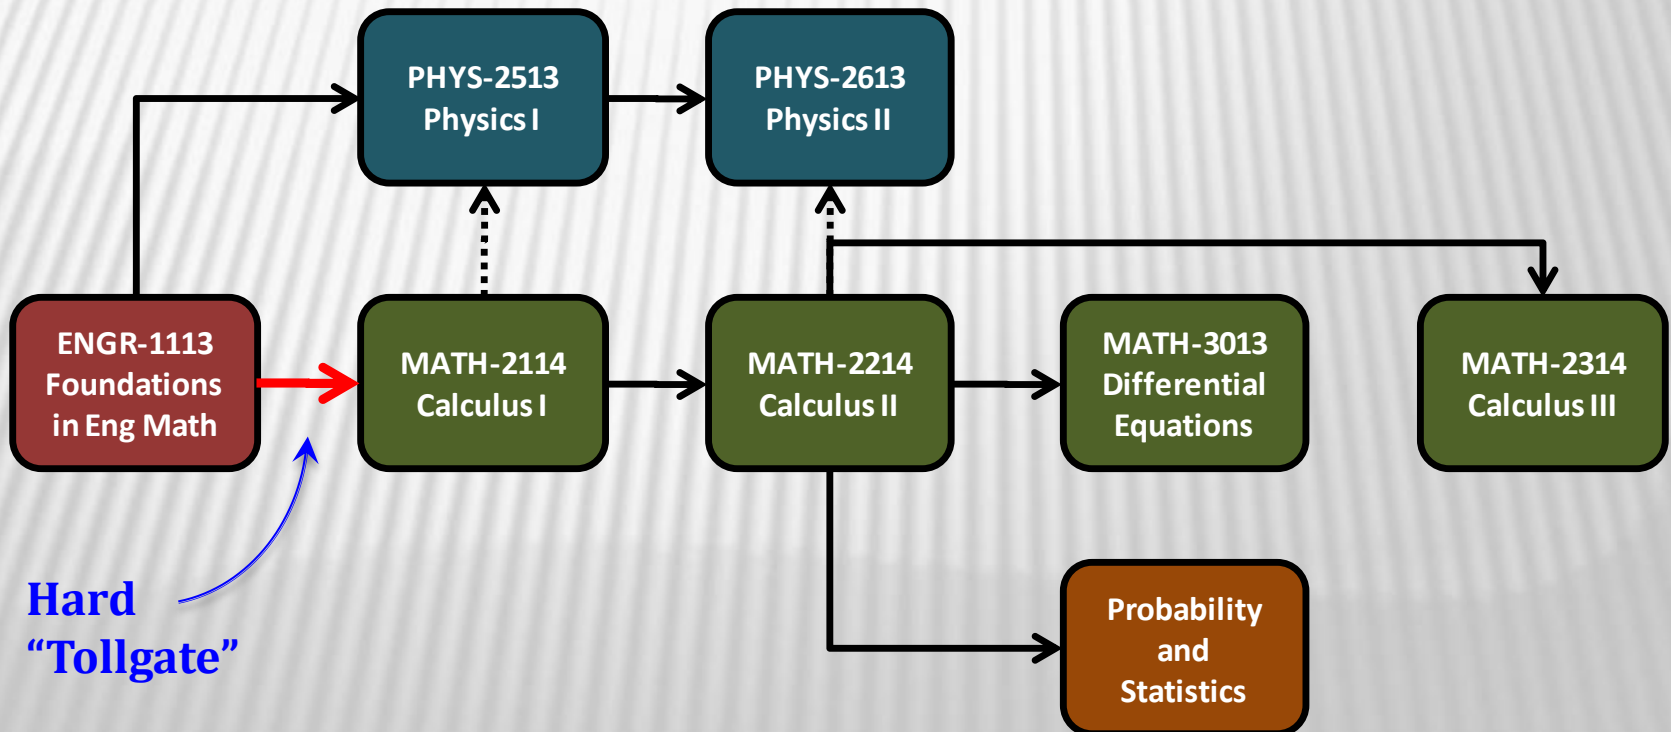 PHYS-2513
Physics I
PHYS-2613
Physics II
ENGR-1113
Foundations
in Eng Math
MATH-2114
Calculus I
MATH-2214
Calculus II
MATH-3013
Differential
Equations
MATH-2314
Calculus III
Hard
“Tollgate”
Probability
and
Statistics